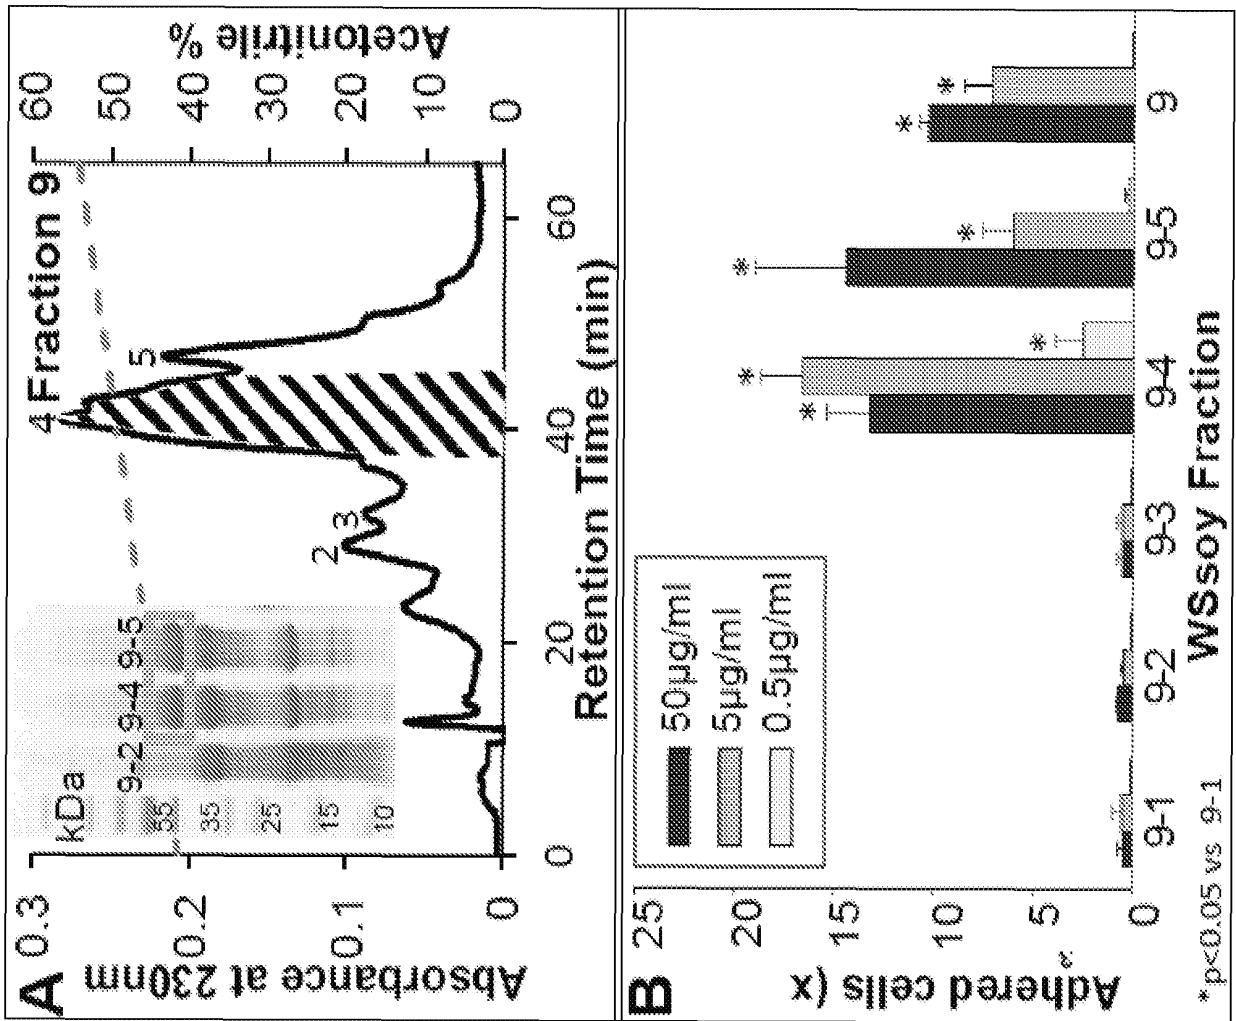 A
Fraction 9
Absorbance at 230nm
0.3
0.2
0.1
0
Acetonitrile %
60
50
40
30
20
10
0
kDa
9-2 9-4 9-5
55
35
25
15
10
2
3
4
5
0
20
40
60
Retention Time (min)
B
Adhered cells (x
25
20
15
10
5
0
50µg/ml
5µg/ml
0.5µg/ml
* * * * * * *
9-1
9-2
9-3
9-4
9-5
9
WSsoy Fraction
*p<0.05 vs 9-1